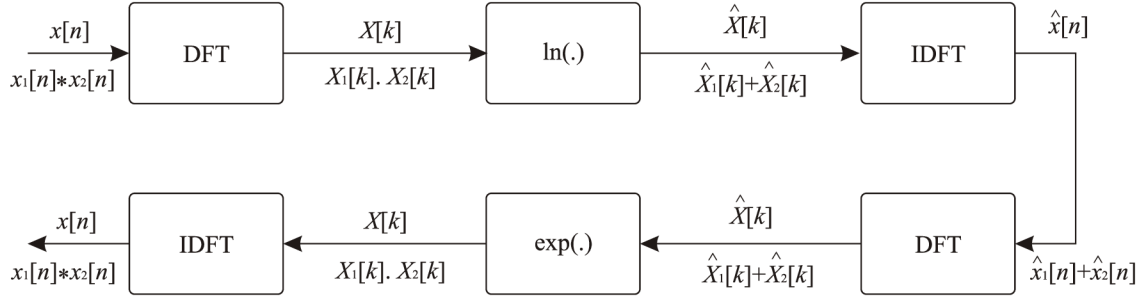 x[n] DFT X[k] ln(.) X̂[k] IDFT x̂[n]
x₁[n]*x₂[n] X₁[k]. X₂[k] X̂₁[k]+X̂₂[k]
x[n] IDFT X[k] exp(.) X̂[k] DFT
x₁[n]*x₂[n] X₁[k]. X₂[k] X̂₁[k]+X̂₂[k] x̂₁[n]+x̂₂[n]